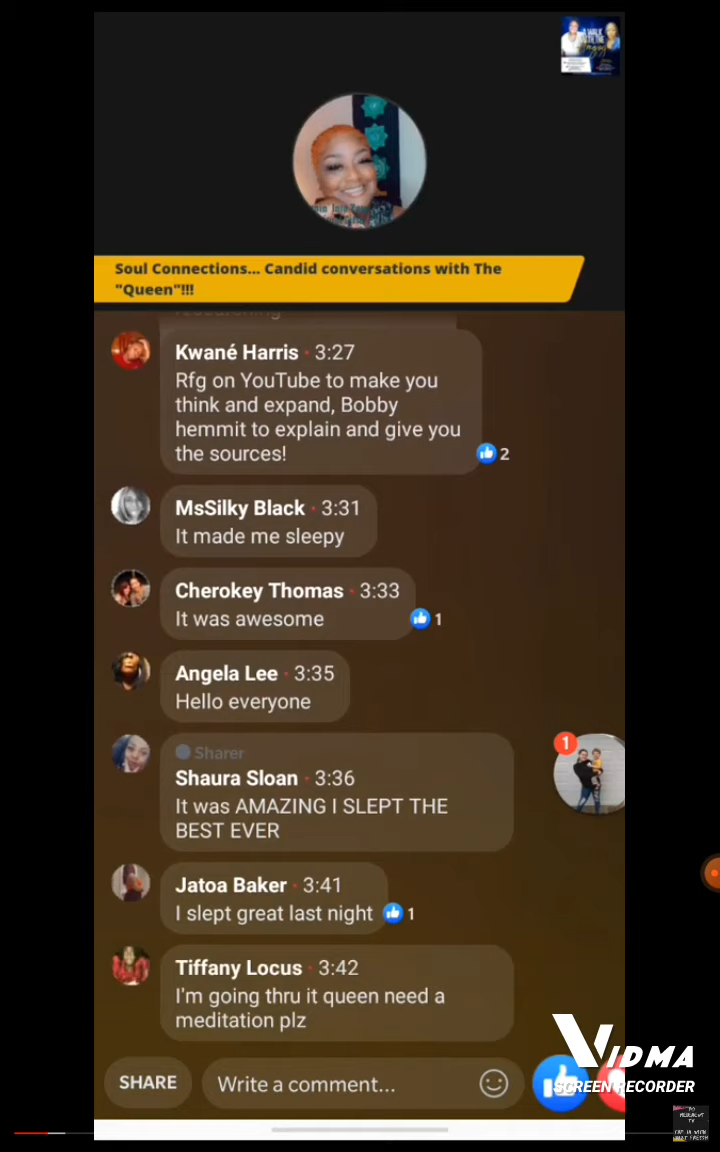 Soul Connections... Candid conversations with The
"Queen"!!!
Kwané Harris · 3:27
Rfg on YouTube to make you
think and expand, Bobby
hemmit to explain and give you
the sources!
2
MsSilky Black · 3:31
It made me sleepy
Cherokey Thomas · 3:33
It was awesome
1
Angela Lee · 3:35
Hello everyone
Sharer
Shaura Sloan · 3:36
It was AMAZING I SLEPT THE
BEST EVER
1
Jatoa Baker · 3:41
I slept great last night
1
Tiffany Locus · 3:42
I'm going thru it queen need a
meditation plz
SHARE
Write a comment...
VIDMA
SCREEN RECORDER